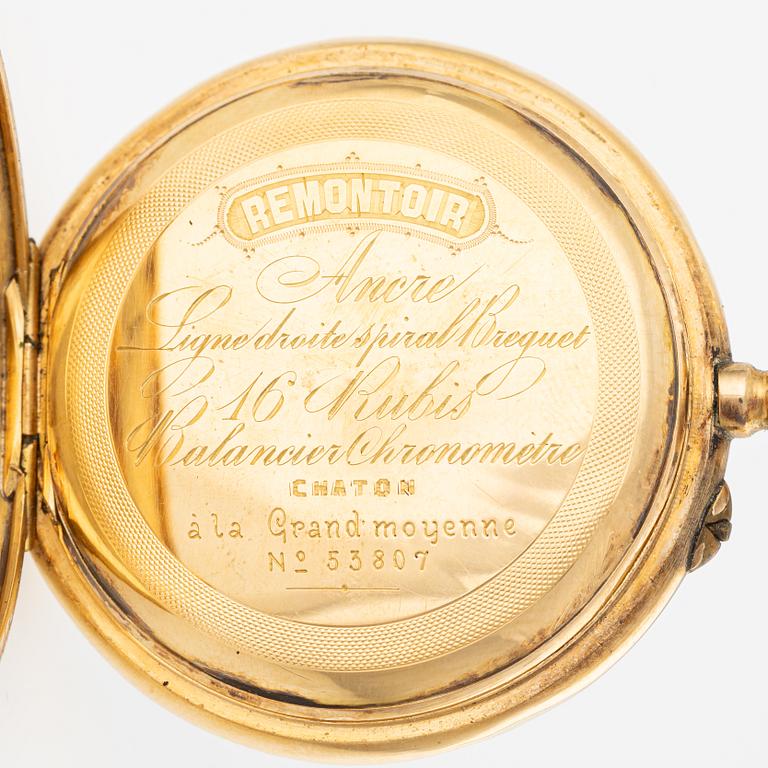 REMONTOIR
Ancre
Ligne droite spiral Breguet
16 Rubis
Balancier Chronomètre
CHATON
à la Grand moyenne
No 53807